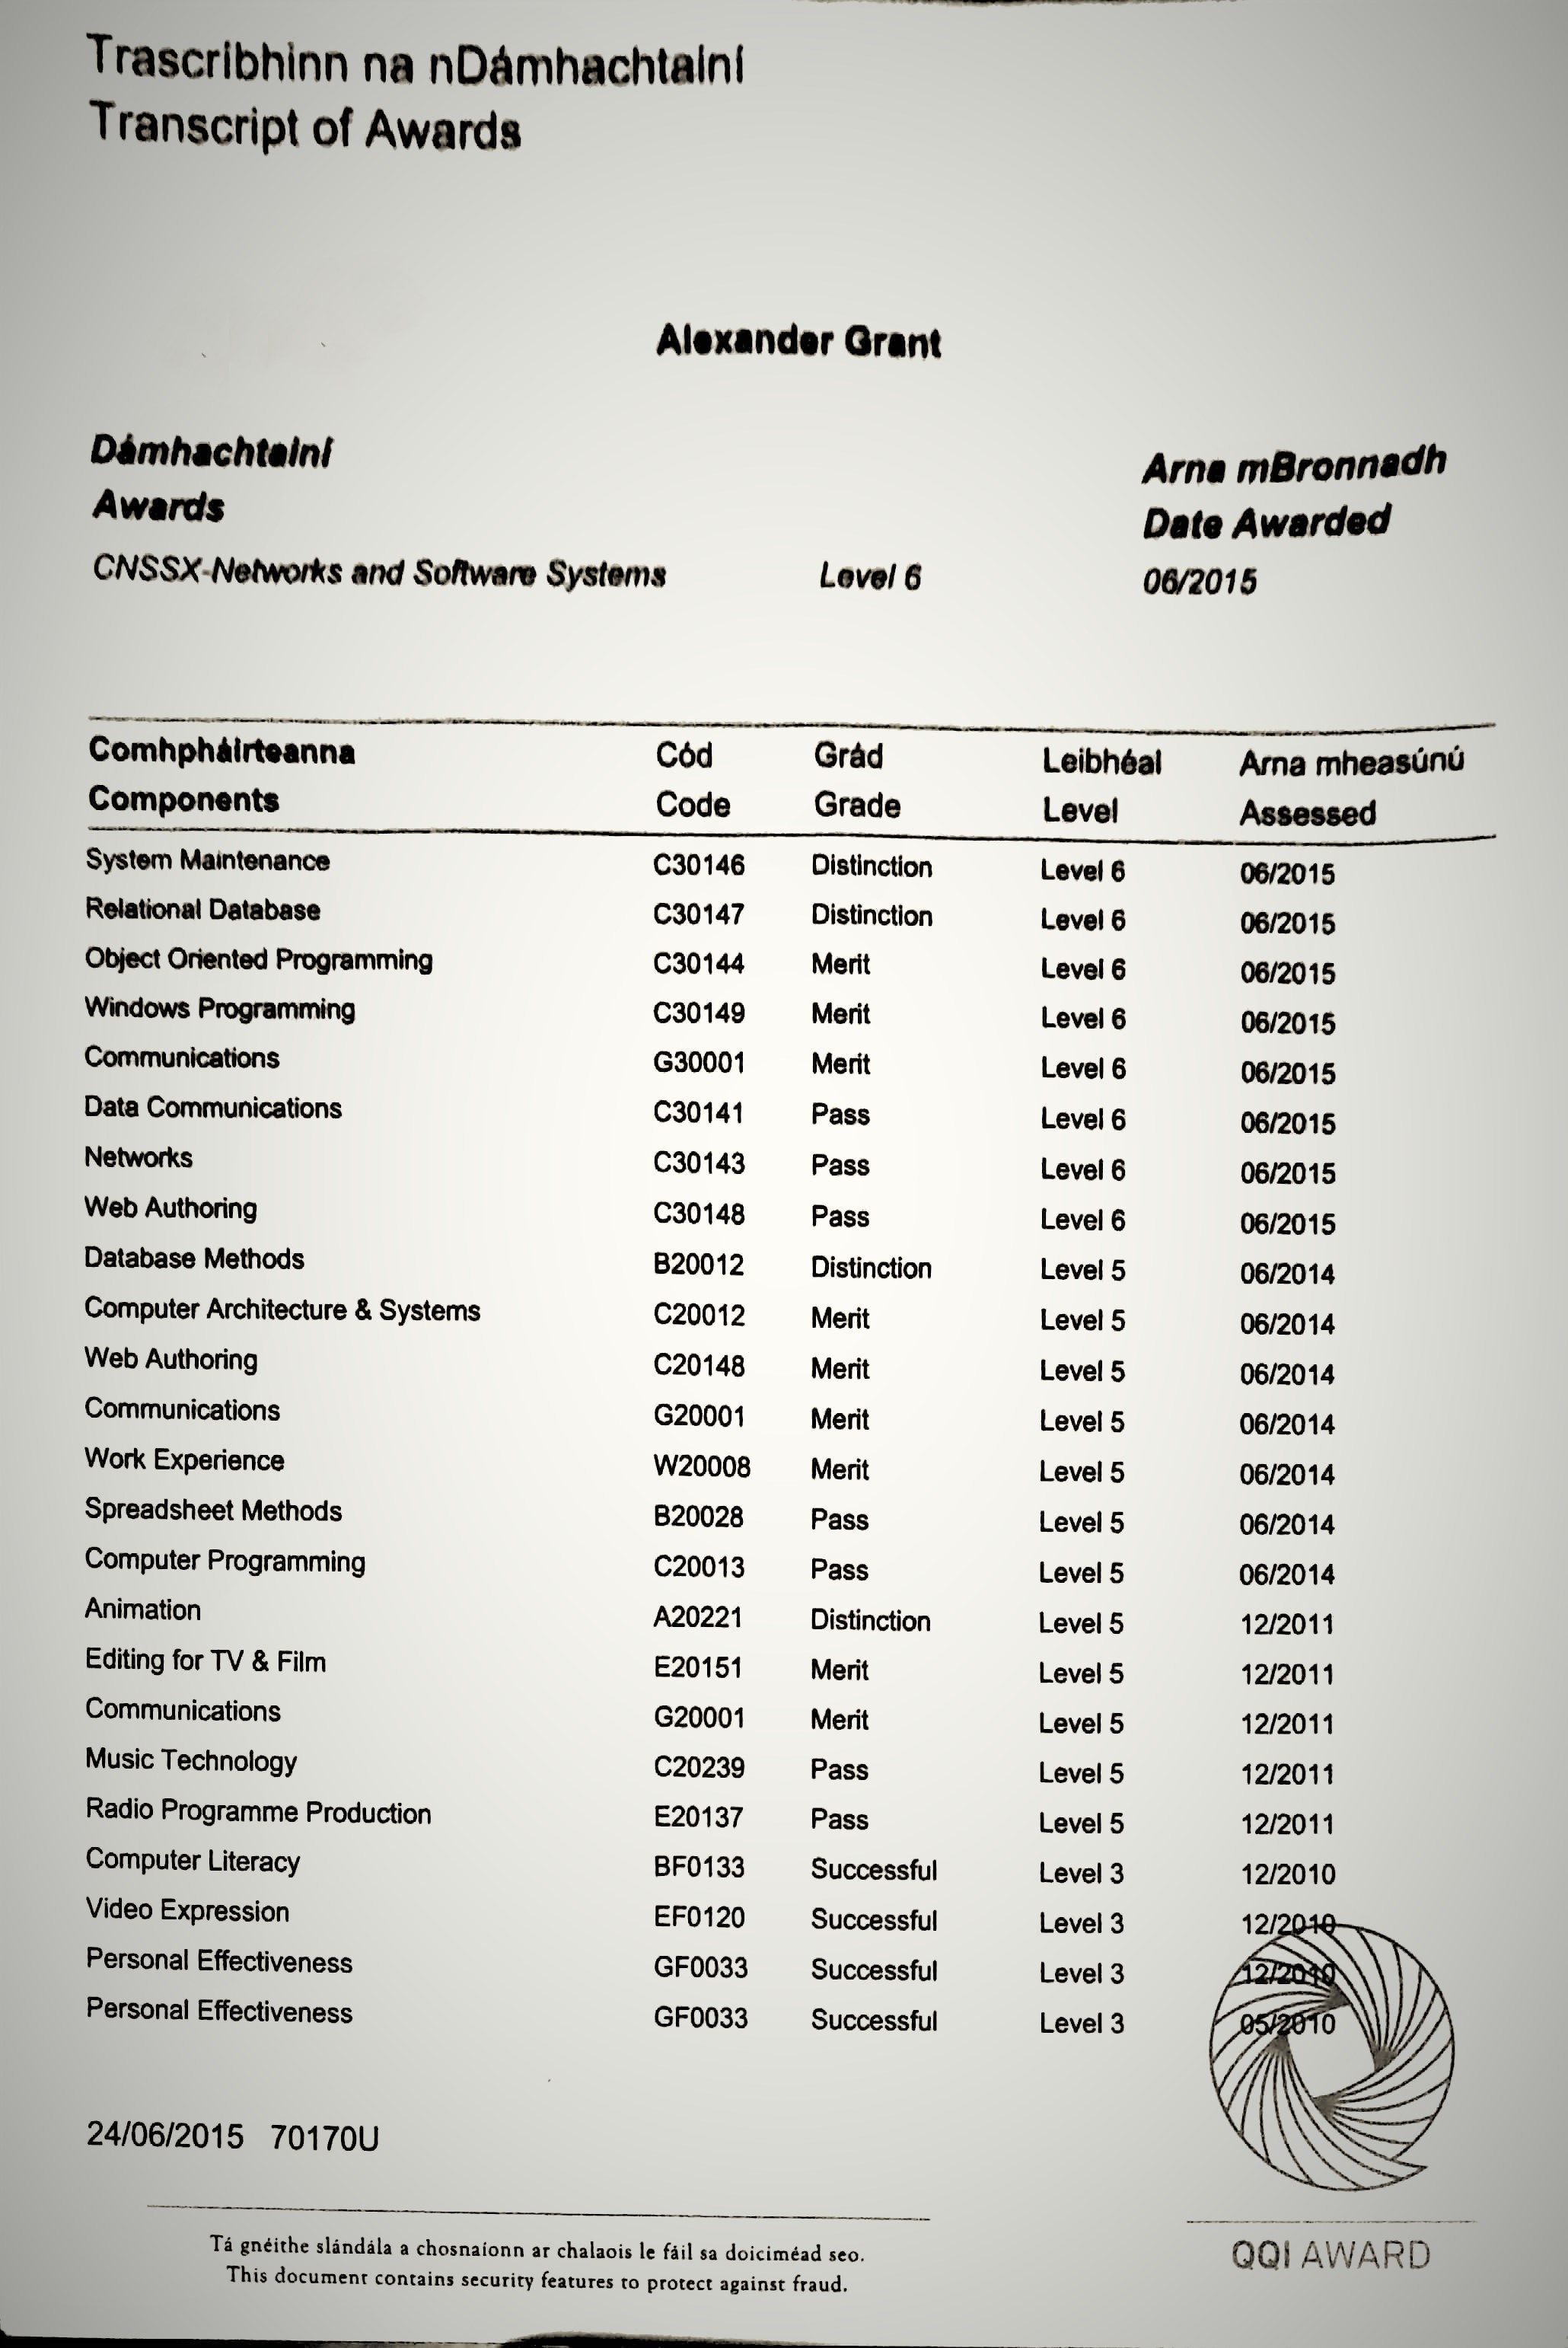 Trascríbhinn na nDámhachtainí
Transcript of Awards
Alexander Grant
Dámhachtainí
Awards
Arna mBronnadh
Date Awarded
CNSSX-Networks and Software Systems Level 6 06/2015
Comhpháirteanna Cód Grád Leibhéal Arna mheasúnú
Components Code Grade Level Assessed
System Maintenance C30146 Distinction Level 6 06/2015
Relational Database C30147 Distinction Level 6 06/2015
Object Oriented Programming C30144 Merit Level 6 06/2015
Windows Programming C30149 Merit Level 6 06/2015
Communications G30001 Merit Level 6 06/2015
Data Communications C30141 Pass Level 6 06/2015
Networks C30143 Pass Level 6 06/2015
Web Authoring C30148 Pass Level 6 06/2015
Database Methods B20012 Distinction Level 5 06/2014
Computer Architecture & Systems C20012 Merit Level 5 06/2014
Web Authoring C20148 Merit Level 5 06/2014
Communications G20001 Merit Level 5 06/2014
Work Experience W20008 Merit Level 5 06/2014
Spreadsheet Methods B20028 Pass Level 5 06/2014
Computer Programming C20013 Pass Level 5 06/2014
Animation A20221 Distinction Level 5 12/2011
Editing for TV & Film E20151 Merit Level 5 12/2011
Communications G20001 Merit Level 5 12/2011
Music Technology C20239 Pass Level 5 12/2011
Radio Programme Production E20137 Pass Level 5 12/2011
Computer Literacy BF0133 Successful Level 3 12/2010
Video Expression EF0120 Successful Level 3 12/2010
Personal Effectiveness GF0033 Successful Level 3 12/2010
Personal Effectiveness GF0033 Successful Level 3 05/2010
24/06/2015 70170U
Tá gnéithe slándála a chosnaíonn ar chalaois le fáil sa doiciméad seo.
This document contains security features to protect against fraud.
QQI AWARD